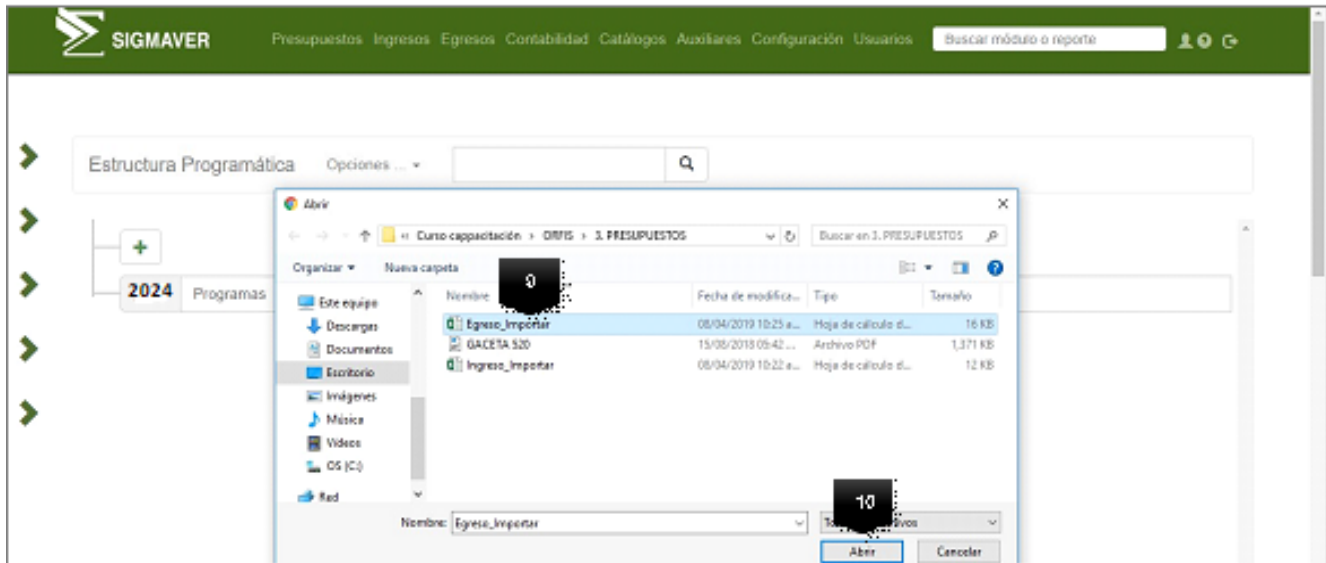 SIGMAVER Presupuestos Ingresos Egresos Contabilidad Catálogos Auxiliares Configuración Usuarios Buscar módulo o reporte
Estructura Programática Opciones ...
Abrir
« Curso cappacitación › ORFIS › 3. PRESUPUESTOS Buscar en 3. PRESUPUESTOS
Organizar Nueva carpeta
9
2024 Programas
Este equipo
Descargas
Documentos
Escritorio
Imágenes
Música
Videos
OS (C:)
Red
Nombre Fecha de modifica... Tipo Tamaño
Egreso_Importar 08/04/2019 10:25 a... Hoja de cálculo d... 16 KB
GACETA 520 15/08/2018 05:42 ... Archivo PDF 1,371 KB
Ingreso_Importar 08/04/2019 10:22 a... Hoja de cálculo d... 12 KB
10
Nombre: Egreso_Importar
Abrir Cancelar